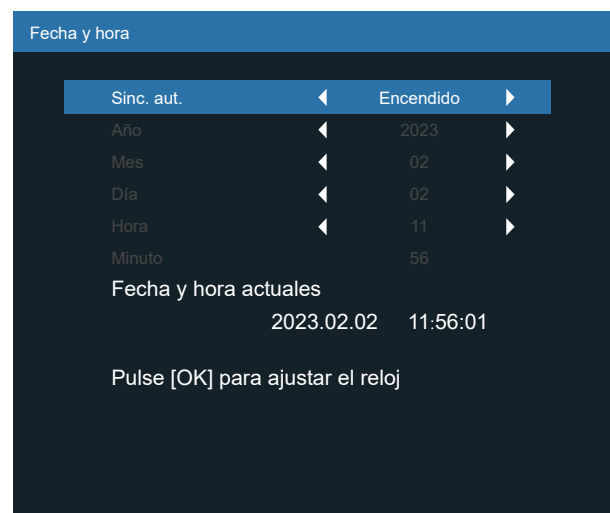 Fecha y hora
Sinc. aut. Encendido
Año 2023
Mes 02
Día 02
Hora 11
Minuto 56
Fecha y hora actuales
2023.02.02 11:56:01
Pulse [OK] para ajustar el reloj